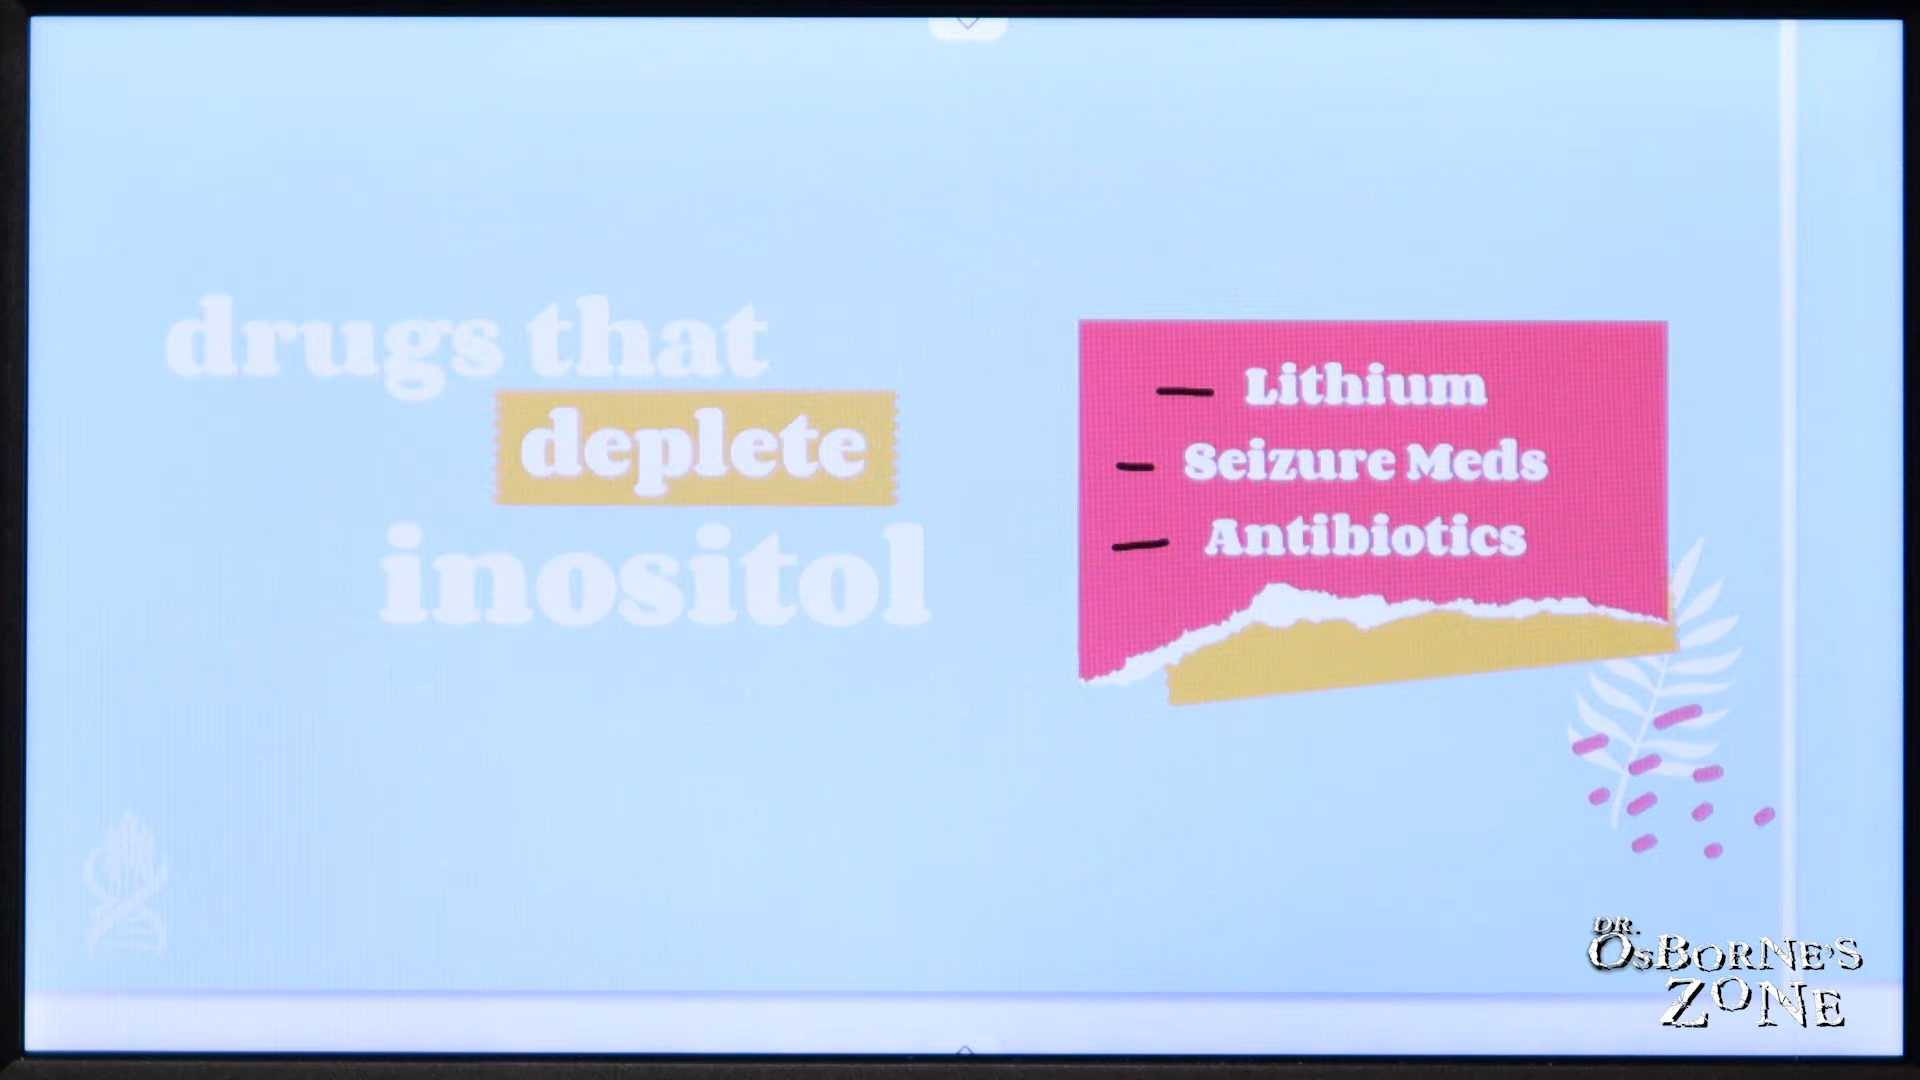 drugs that
deplete
inositol
Lithium
Seizure Meds
Antibiotics
DR.
OSBORNE'S
ZONE